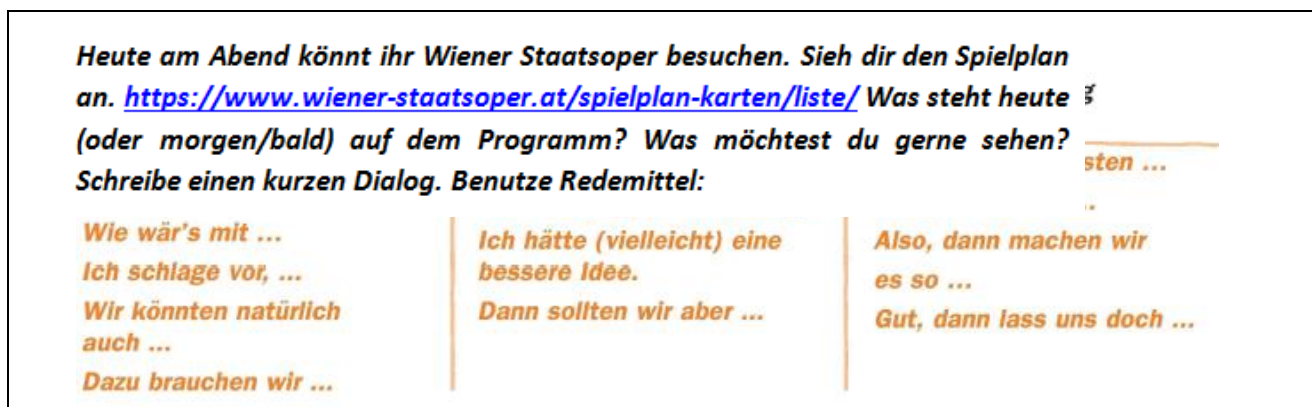 Heute am Abend könnt ihr Wiener Staatsoper besuchen. Sieh dir den Spielplan
an. https://www.wiener-staatsoper.at/spielplan-karten/liste/ Was steht heute
(oder morgen/bald) auf dem Programm? Was möchtest du gerne sehen?
Schreibe einen kurzen Dialog. Benutze Redemittel:
Wie wär's mit ...
Ich schlage vor, ...
Wir könnten natürlich
auch ...
Dazu brauchen wir ...
Ich hätte (vielleicht) eine
bessere Idee.
Dann sollten wir aber ...
sten ...
Also, dann machen wir
es so ...
Gut, dann lass uns doch ...